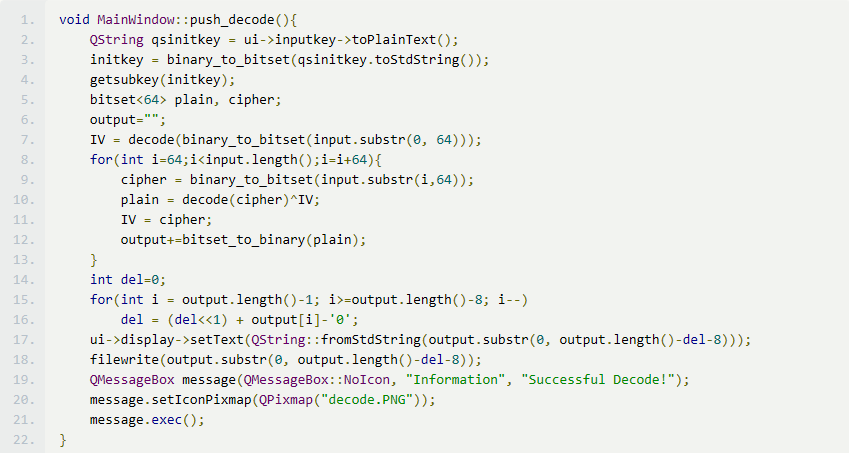 1. void MainWindow::push_decode(){
2. QString qsinitkey = ui->inputkey->toPlainText();
3. initkey = binary_to_bitset(qsinitkey.toStdString());
4. getsubkey(initkey);
5. bitset<64> plain, cipher;
6. output="";
7. IV = decode(binary_to_bitset(input.substr(0, 64)));
8. for(int i=64;i<input.length();i=i+64){
9. cipher = binary_to_bitset(input.substr(i,64));
10. plain = decode(cipher)^IV;
11. IV = cipher;
12. output+=bitset_to_binary(plain);
13. }
14. int del=0;
15. for(int i = output.length()-1; i>=output.length()-8; i--)
16. del = (del<<1) + output[i]-'0';
17. ui->display->setText(QString::fromStdString(output.substr(0, output.length()-del-8)));
18. filewrite(output.substr(0, output.length()-del-8));
19. QMessageBox message(QMessageBox::NoIcon, "Information", "Successful Decode!");
20. message.setIconPixmap(QPixmap("decode.PNG"));
21. message.exec();
22. }